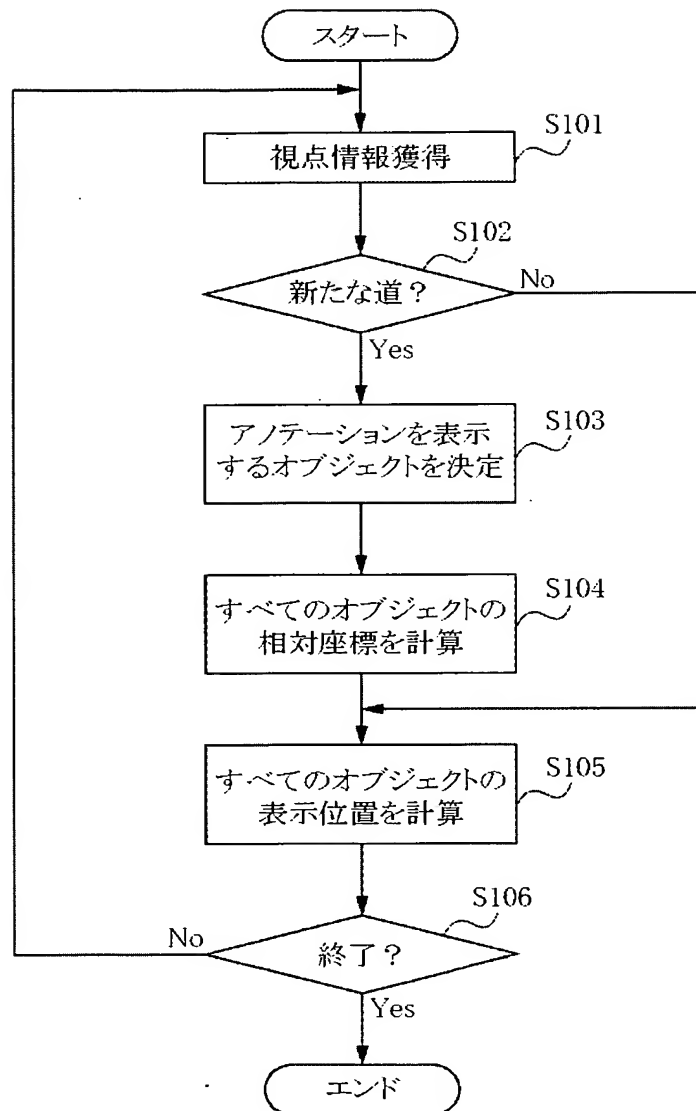 スタート
S101
視点情報獲得
S102
新たな道？
No
Yes
S103
アノテーションを表示
するオブジェクトを決定
S104
すべてのオブジェクトの
相対座標を計算
S105
すべてのオブジェクトの
表示位置を計算
S106
No
終了？
Yes
エンド